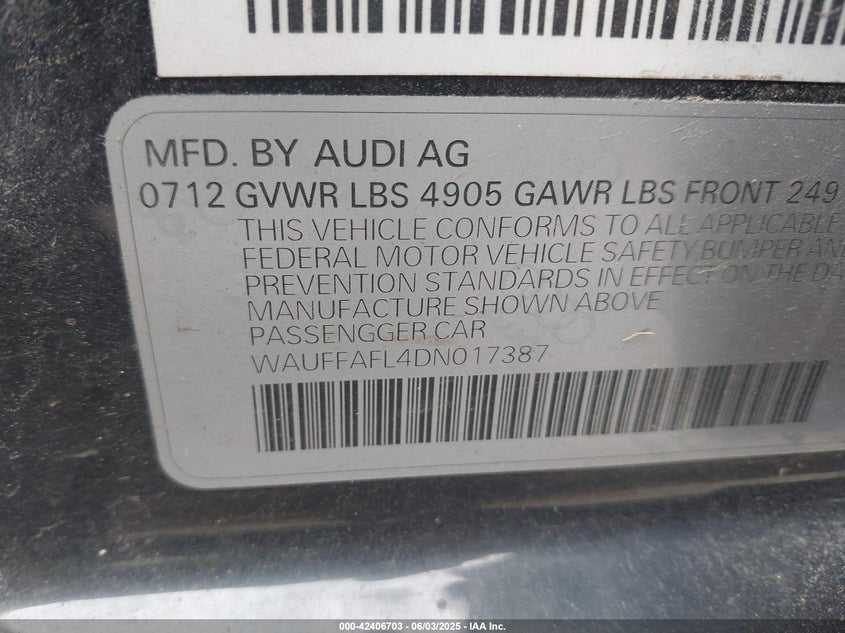 MFD. BY AUDI AG
0712 GVWR LBS 4905 GAWR LBS FRONT 249
THIS VEHICLE CONFORMS TO ALL APPLICABLE
FEDERAL MOTOR VEHICLE SAFETY BUMPER AND
PREVENTION STANDARDS IN EFFECT ON THE DA
MANUFACTURE SHOWN ABOVE
PASSENGGER CAR
WAUFFAFL4DN017387
000-42406703 - 06/03/2025 - IAA Inc.